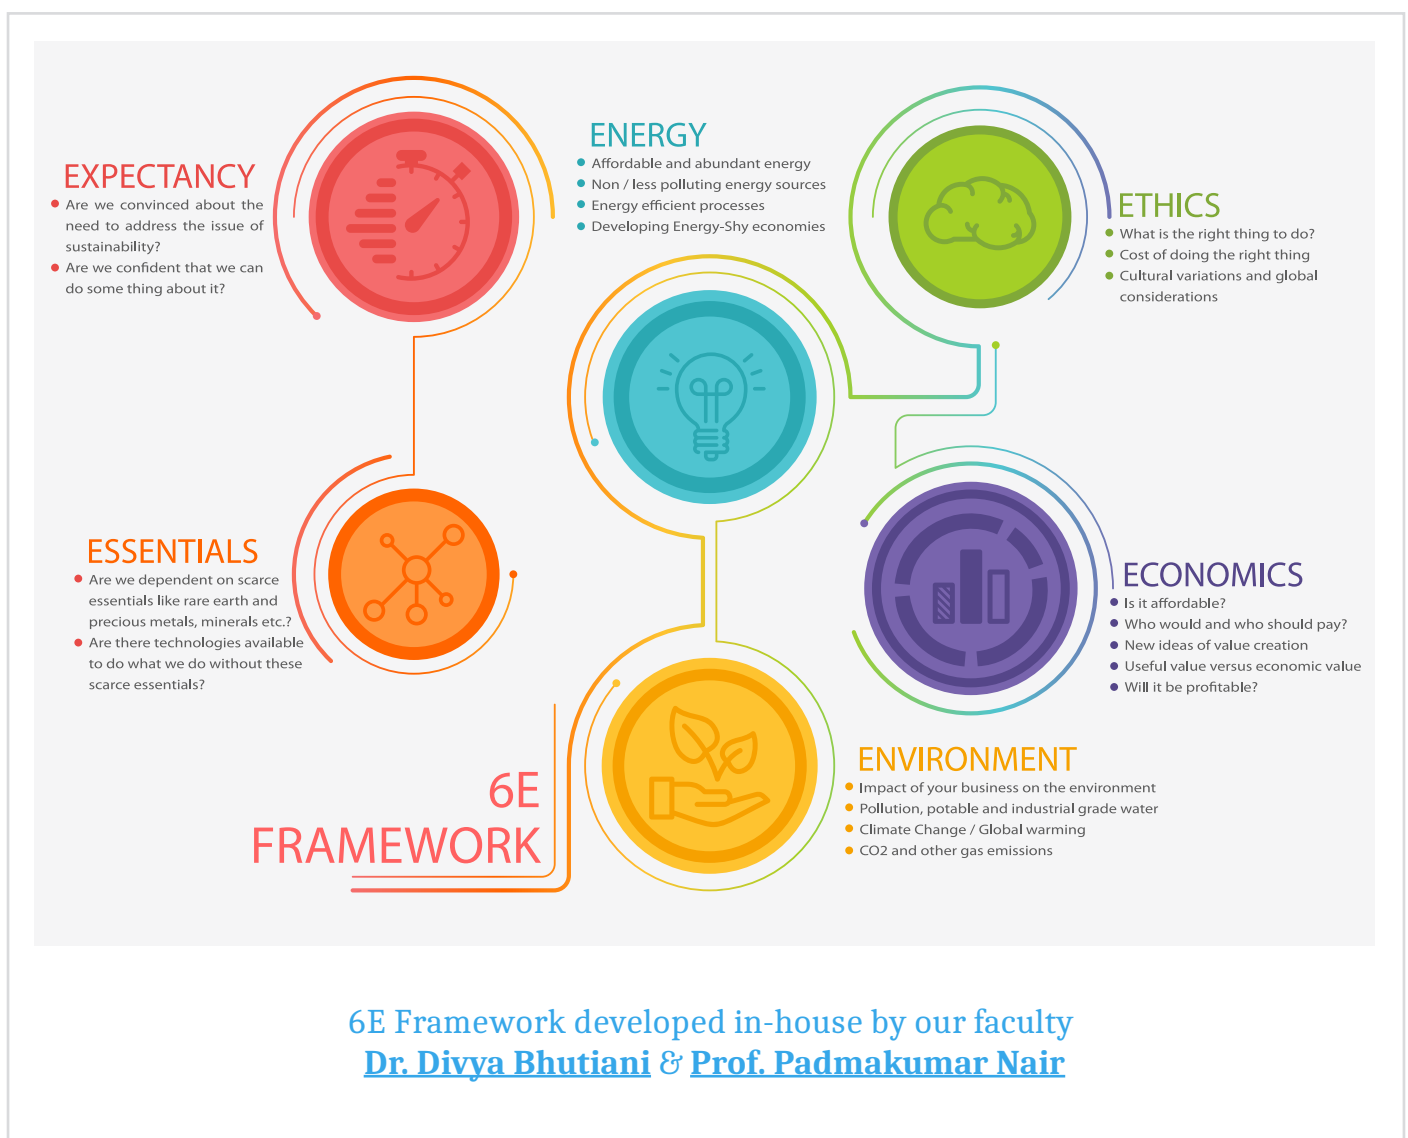 EXPECTANCY
Are we convinced about the
need to address the issue of
sustainability?
Are we confident that we can
do some thing about it?
ENERGY
Affordable and abundant energy
Non / less polluting energy sources
Energy efficient processes
Developing Energy-Shy economies
ETHICS
What is the right thing to do?
Cost of doing the right thing
Cultural variations and global
considerations
ESSENTIALS
Are we dependent on scarce
essentials like rare earth and
precious metals, minerals etc.?
Are there technologies available
to do what we do without these
scarce essentials?
ECONOMICS
Is it affordable?
Who would and who should pay?
New ideas of value creation
Useful value versus economic value
Will it be profitable?
ENVIRONMENT
Impact of your business on the environment
Pollution, potable and industrial grade water
Climate Change / Global warming
CO2 and other gas emissions
6E
FRAMEWORK
6E Framework developed in-house by our faculty
Dr. Divya Bhutiani & Prof. Padmakumar Nair